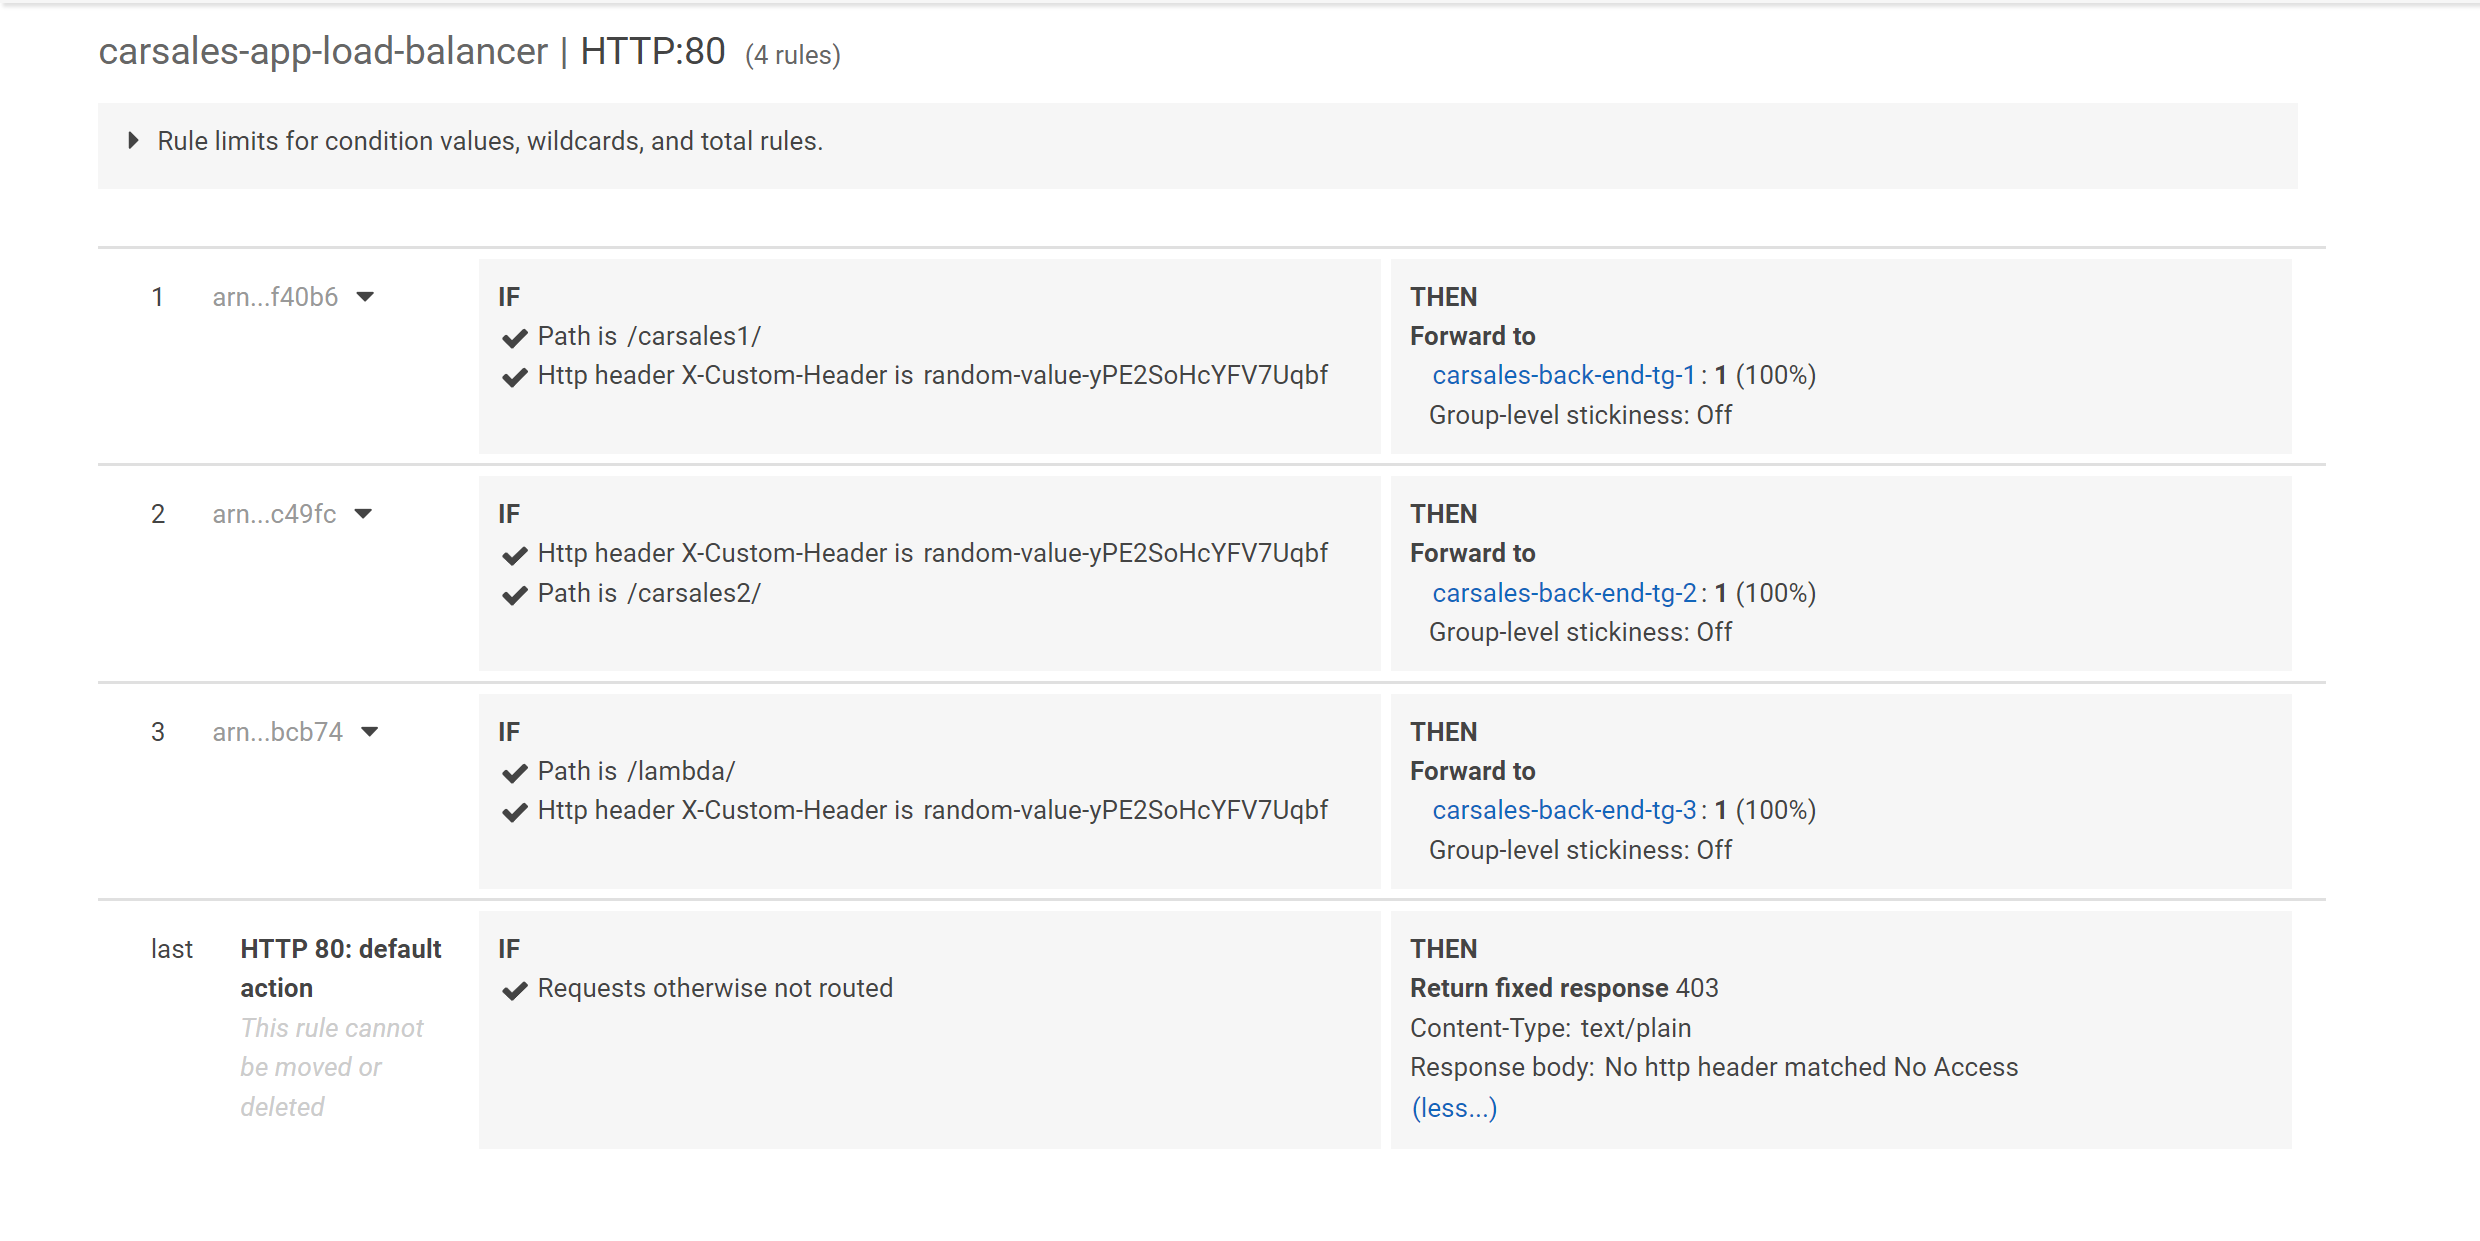 carsales-app-load-balancer | HTTP:80 (4 rules)
Rule limits for condition values, wildcards, and total rules.
1 arn...f40b6
IF
Path is /carsales1/
Http header X-Custom-Header is random-value-yPE2SoHcYFV7Uqbf
THEN
Forward to
carsales-back-end-tg-1: 1 (100%)
Group-level stickiness: Off
2 arn...c49fc
IF
Http header X-Custom-Header is random-value-yPE2SoHcYFV7Uqbf
Path is /carsales2/
THEN
Forward to
carsales-back-end-tg-2: 1 (100%)
Group-level stickiness: Off
3 arn...bcb74
IF
Path is /lambda/
Http header X-Custom-Header is random-value-yPE2SoHcYFV7Uqbf
THEN
Forward to
carsales-back-end-tg-3: 1 (100%)
Group-level stickiness: Off
last HTTP 80: default
action
This rule cannot
be moved or
deleted
IF
Requests otherwise not routed
THEN
Return fixed response 403
Content-Type: text/plain
Response body: No http header matched No Access
(less...)